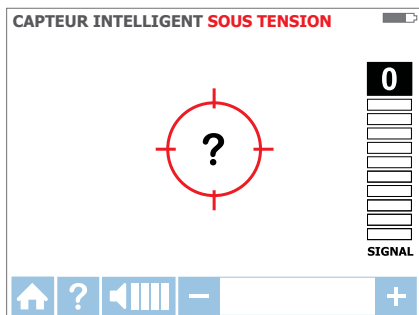 CAPTEUR INTELLIGENT SOUS TENSION
0
?
SIGNAL
? − +